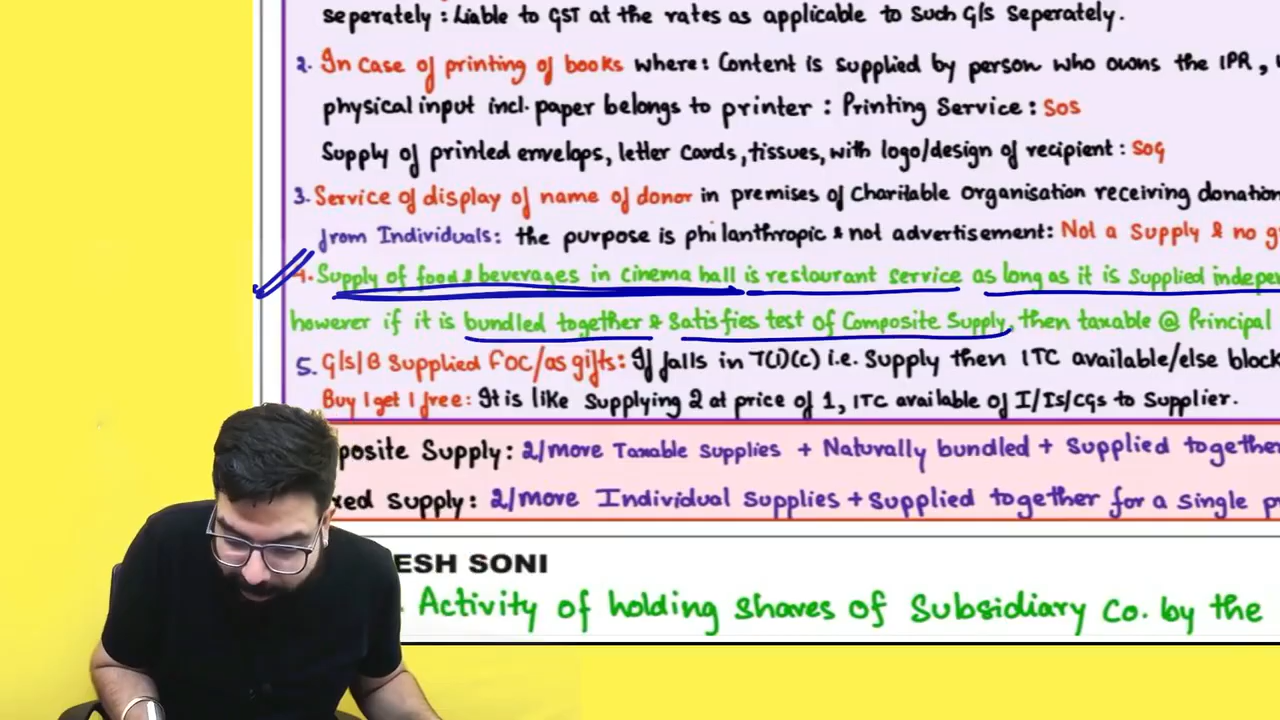 seperately : Liable to GST at the rates as applicable to Such G/s Seperately.
2. In Case of printing of books where: Content is supplied by person who owns the IPR,
physical input incl. paper belongs to printer : Printing Service : SOS
Supply of printed envelops, letter Cards, tissues, with logo/design of recipient : SOG
3. Service of display of name of donor in premises of Charitable Organisation receiving donation
from Individuals: the purpose is philanthropic & not advertisement: Not a Supply & no
4. Supply of food & beverages in cinema hall is restaurant service as long as it is Supplied indepe
however if it is bundled together & Satisfies test of Composite Supply, then taxable @ Principal
5. G/S/B Supplied FOC/as gifts: If falls in 7(1)(c) i.e. Supply then ITC available/else block
Buy 1 get 1 free: It is like Supplying 2 at price of 1, ITC available of I/Is/CGs to Supplier.
posite Supply: 2/more Taxable supplies + Naturally bundled + Supplied together
xed Supply: 2/more Individual Supplies + Supplied together for a single p
ESH SONI
Activity of holding Shares of Subsidiary Co. by the